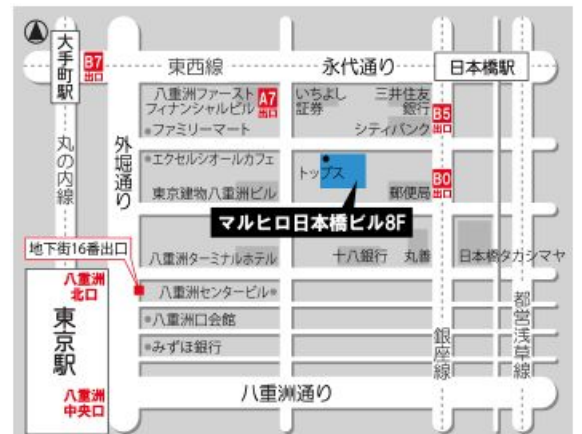 大手町駅
B7
出口
東西線
永代通り
日本橋駅
八重洲ファースト
フィナンシャルビル
A7
出口
いちよし
証券
三井住友
銀行
B5
出口
ファミリーマート
シティバンク
丸の内線
外堀通り
エクセルシオールカフェ
トップス
B0
出口
東京建物八重洲ビル
郵便局
マルヒロ日本橋ビル8F
地下街16番出口
八重洲ターミナルホテル
十八銀行
丸善
日本橋タカシマヤ
八重洲
北口
八重洲センタービル
東京駅
八重洲口会館
みずほ銀行
銀座線
都営浅草線
八重洲
中央口
八重洲通り